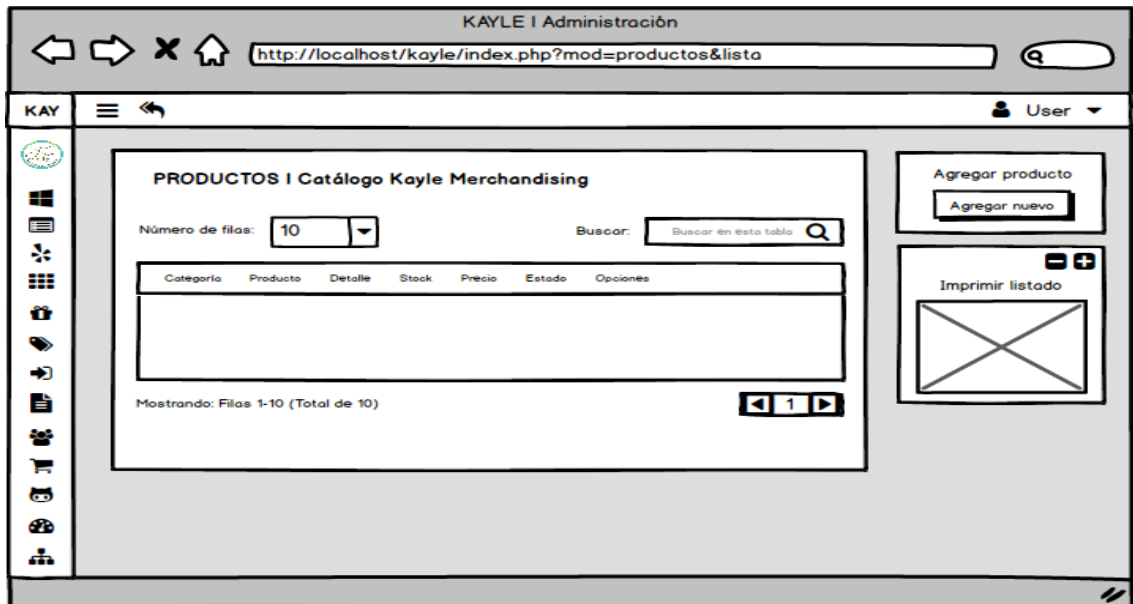 KAYLE I Administración
http://localhost/kayle/index.php?mod=productos&lista
KAY
User
PRODUCTOS I Catálogo Kayle Merchandising
Número de filas: 10
Buscar: Buscar en esta tabla
Categoría Producto Detalle Stock Precio Estado Opciones
Mostrando: Filas 1-10 (Total de 10)
1
Agregar producto
Agregar nuevo
Imprimir listado